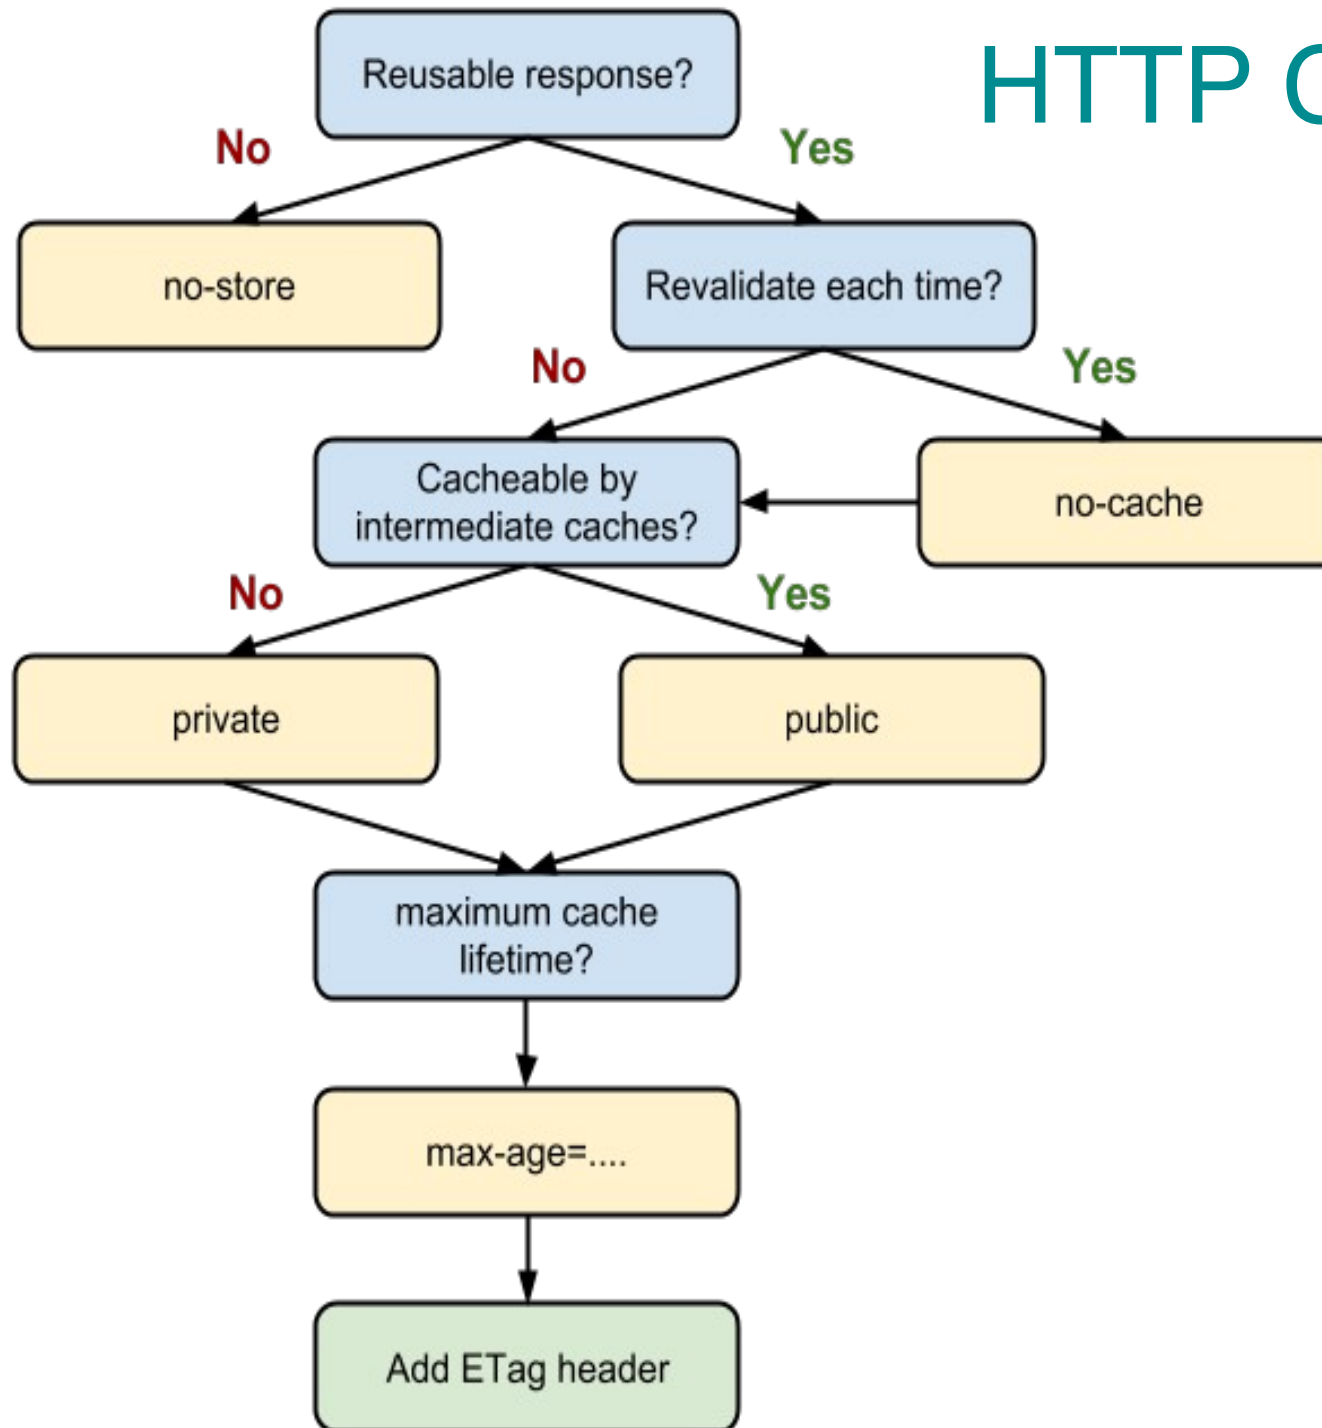 HTTP C
Reusable response?
No
Yes
no-store
Revalidate each time?
No
Yes
Cacheable by
intermediate caches?
no-cache
No
Yes
private
public
maximum cache
lifetime?
max-age=....
Add ETag header